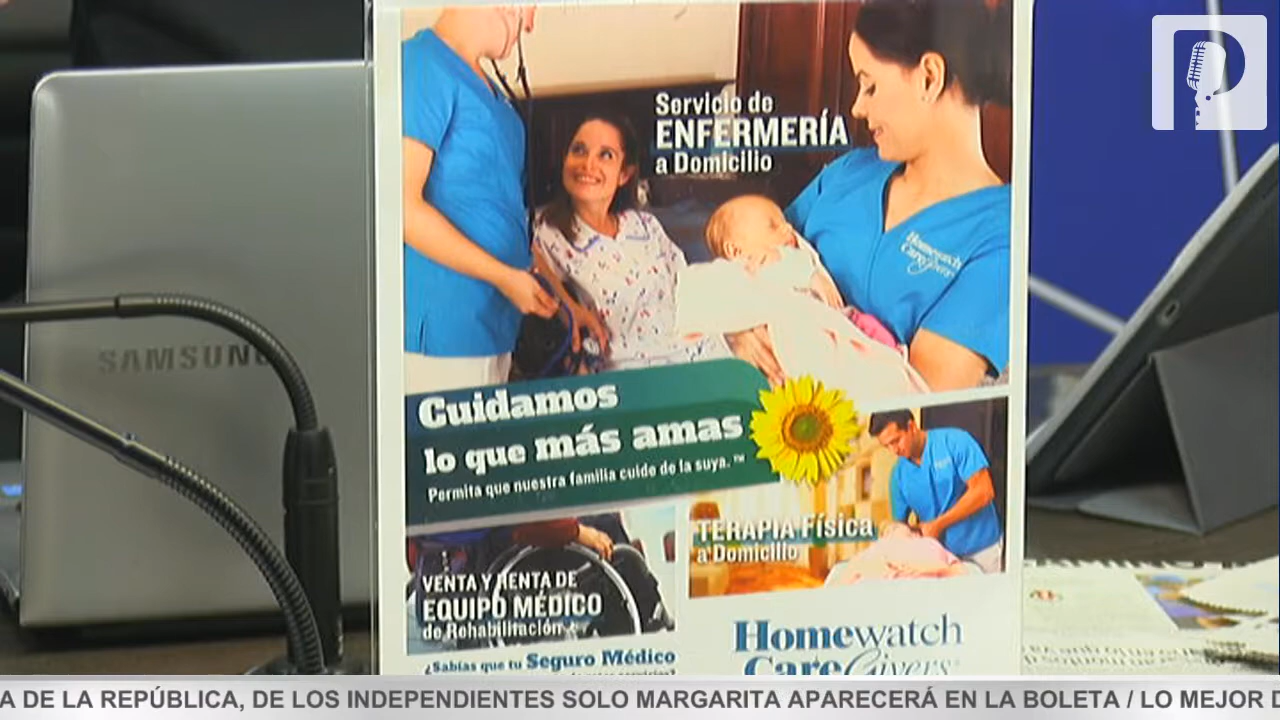 Servicio de
ENFERMERÍA
a Domicilio
Homewatch
CareGivers
SAMSUNG
Cuidamos
lo que más amas
Permita que nuestra familia cuide de la suya.™
TERAPIA Física
a Domicilio
VENTA Y RENTA DE
EQUIPO MÉDICO
de Rehabilitación
¿Sabías que tu Seguro Médico
Homewatch
CareGivers
A DE LA REPÚBLICA, DE LOS INDEPENDIENTES SOLO MARGARITA APARECERÁ EN LA BOLETA / LO MEJOR D